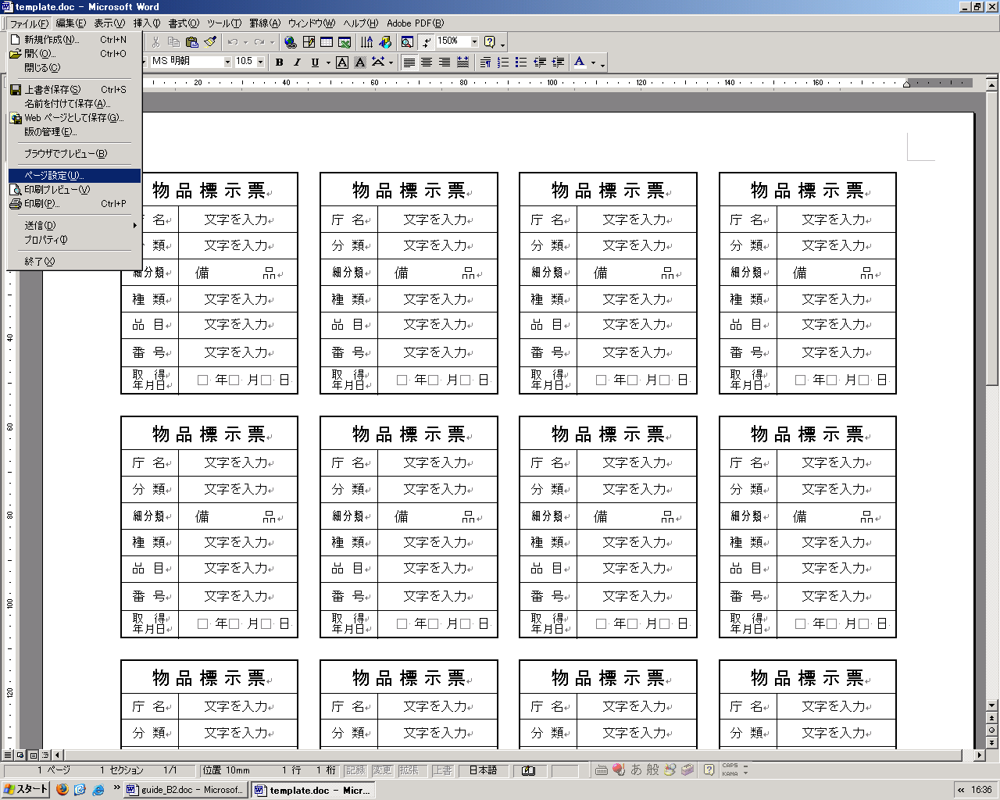 template.doc - Microsoft Word
ファイル(F) 編集(E) 表示(V) 挿入(I) 書式(O) ツール(T) 罫線(A) ウィンドウ(W) ヘルプ(H) Adobe PDF(B)
150%
MS 明朝 10.5 B I U A A A
新規作成(N)... Ctrl+N
開く(O)... Ctrl+O
閉じる(C)
上書き保存(S) Ctrl+S
名前を付けて保存(A)...
Web ページとして保存(G)...
版の管理(E)...
ブラウザでプレビュー(B)
ページ設定(U)...
印刷プレビュー(V)
印刷(P)... Ctrl+P
送信(D)
プロパティ(I)
終了(X)
20 40 60 80 100 120 140 160
40
60
80
100
120
物品標示票 物品標示票 物品標示票 物品標示票
名 文字を入力 庁名 文字を入力 庁名 文字を入力 庁名 文字を入力
類 文字を入力 分類 文字を入力 分類 文字を入力 分類 文字を入力
細分類 備品 細分類 備品 細分類 備品 細分類 備品
種類 文字を入力 種類 文字を入力 種類 文字を入力 種類 文字を入力
品目 文字を入力 品目 文字を入力 品目 文字を入力 品目 文字を入力
番号 文字を入力 番号 文字を入力 番号 文字を入力 番号 文字を入力
取得年月日 □年□月□日 取得年月日 □年□月□日 取得年月日 □年□月□日 取得年月日 □年□月□日
物品標示票 物品標示票 物品標示票 物品標示票
庁名 文字を入力 庁名 文字を入力 庁名 文字を入力 庁名 文字を入力
分類 文字を入力 分類 文字を入力 分類 文字を入力 分類 文字を入力
細分類 備品 細分類 備品 細分類 備品 細分類 備品
種類 文字を入力 種類 文字を入力 種類 文字を入力 種類 文字を入力
品目 文字を入力 品目 文字を入力 品目 文字を入力 品目 文字を入力
番号 文字を入力 番号 文字を入力 番号 文字を入力 番号 文字を入力
取得年月日 □年□月□日 取得年月日 □年□月□日 取得年月日 □年□月□日 取得年月日 □年□月□日
物品標示票 物品標示票 物品標示票 物品標示票
庁名 文字を入力 庁名 文字を入力 庁名 文字を入力 庁名 文字を入力
分類 文字を入力 分類 文字を入力 分類 文字を入力 分類 文字を入力
1 ページ 1 セクション 1/1 位置 10mm 1 行 1 桁 記録 変更 拡張 上書 日本語 あ 般 CAPS KANA
スタート » guide_B2.doc - Microsof... template.doc - Micr... « 16:36